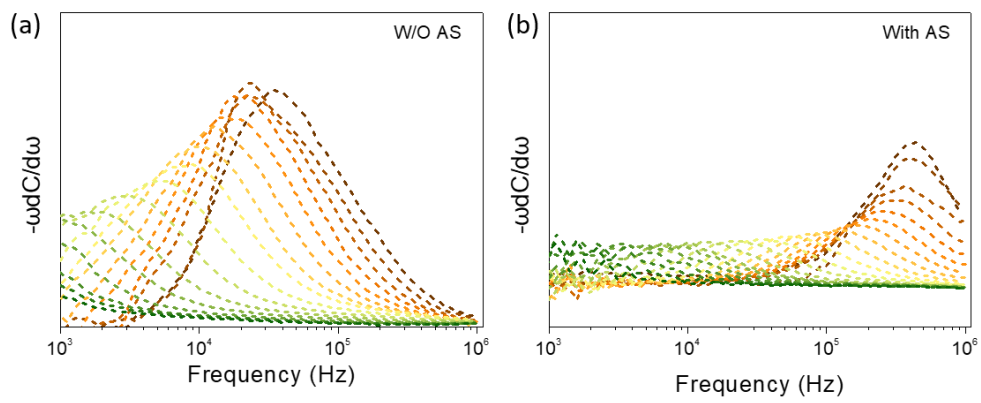 (a)
W/O AS
-ωdC/dω
10³ 10⁴ 10⁵ 10⁶
Frequency (Hz)
(b)
With AS
-ωdC/dω
10³ 10⁴ 10⁵ 10⁶
Frequency (Hz)